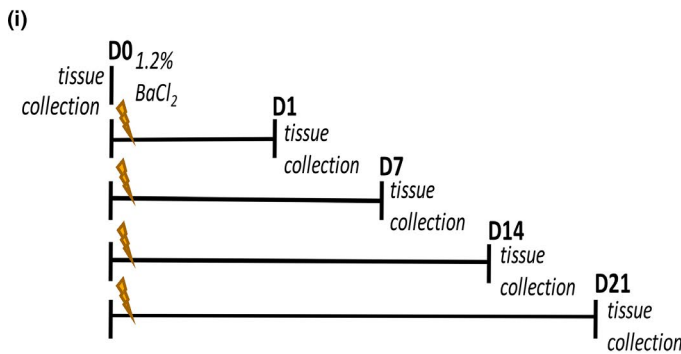 (i)
D0 1.2%
BaCl2
tissue
collection
D1
tissue
collection
D7
tissue
collection
D14
tissue
collection
D21
tissue
collection